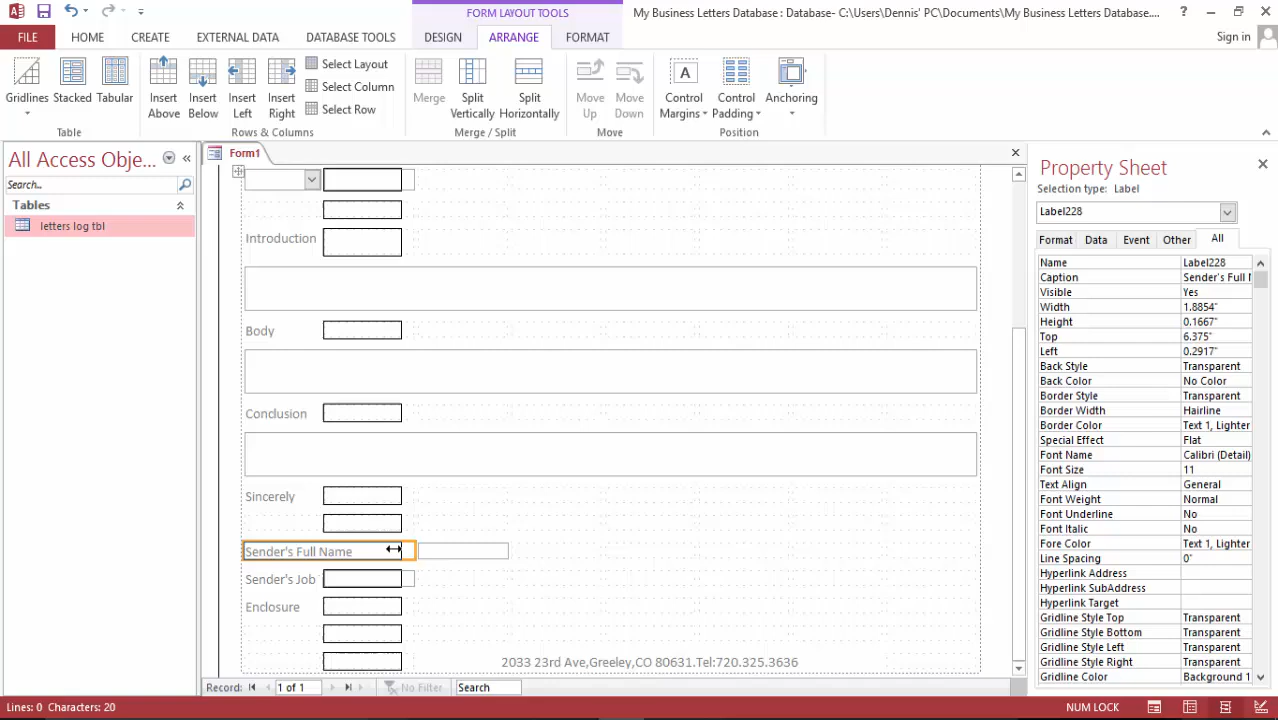 FORM LAYOUT TOOLS
My Business Letters Database : Database- C:\Users\Dennis' PC\Documents\My Business Letters Database....
?
Sign in
FILE HOME CREATE EXTERNAL DATA DATABASE TOOLS DESIGN ARRANGE FORMAT
Gridlines Stacked Tabular
Table
Insert Above Insert Below Insert Left Insert Right
Select Layout
Select Column
Select Row
Rows & Columns
Merge Split Vertically Split Horizontally
Merge / Split
Move Up Move Down
Move
Control Margins Control Padding Anchoring
Position
All Access Obje...
Search...
Tables
letters log tbl
Form1
Introduction
Body
Conclusion
Sincerely
Sender's Full Name
Sender's Job
Enclosure
2033 23rd Ave,Greeley,CO 80631.Tel:720.325.3636
Record: 1 of 1 No Filter Search
Property Sheet
Selection type: Label
Label228
Format Data Event Other All
Name Label228
Caption Sender's Full N
Visible Yes
Width 1.8854"
Height 0.1667"
Top 6.375"
Left 0.2917"
Back Style Transparent
Back Color No Color
Border Style Transparent
Border Width Hairline
Border Color Text 1, Lighter
Special Effect Flat
Font Name Calibri (Detail)
Font Size 11
Text Align General
Font Weight Normal
Font Underline No
Font Italic No
Fore Color Text 1, Lighter
Line Spacing 0"
Hyperlink Address
Hyperlink SubAddress
Hyperlink Target
Gridline Style Top Transparent
Gridline Style Bottom Transparent
Gridline Style Left Transparent
Gridline Style Right Transparent
Gridline Color Background 1
Lines: 0 Characters: 20
NUM LOCK